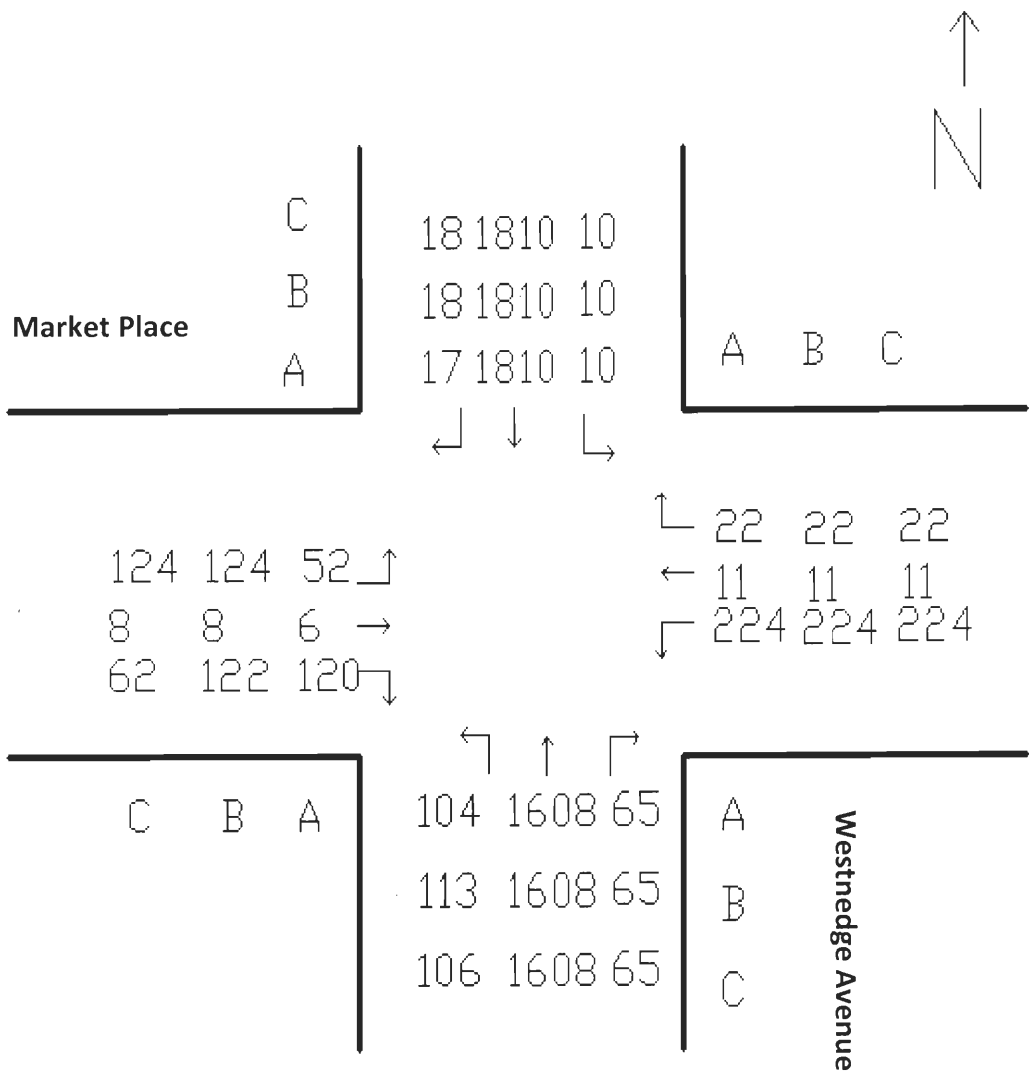 N
C
18 1810 10
B
18 1810 10
Market Place
A
17 1810 10
A B C
22 22 22
124 124 52
11 11 11
8 8 6
224 224 224
62 122 120
C B A
104 1608 65
A
113 1608 65
B
106 1608 65
C
Westnedge Avenue